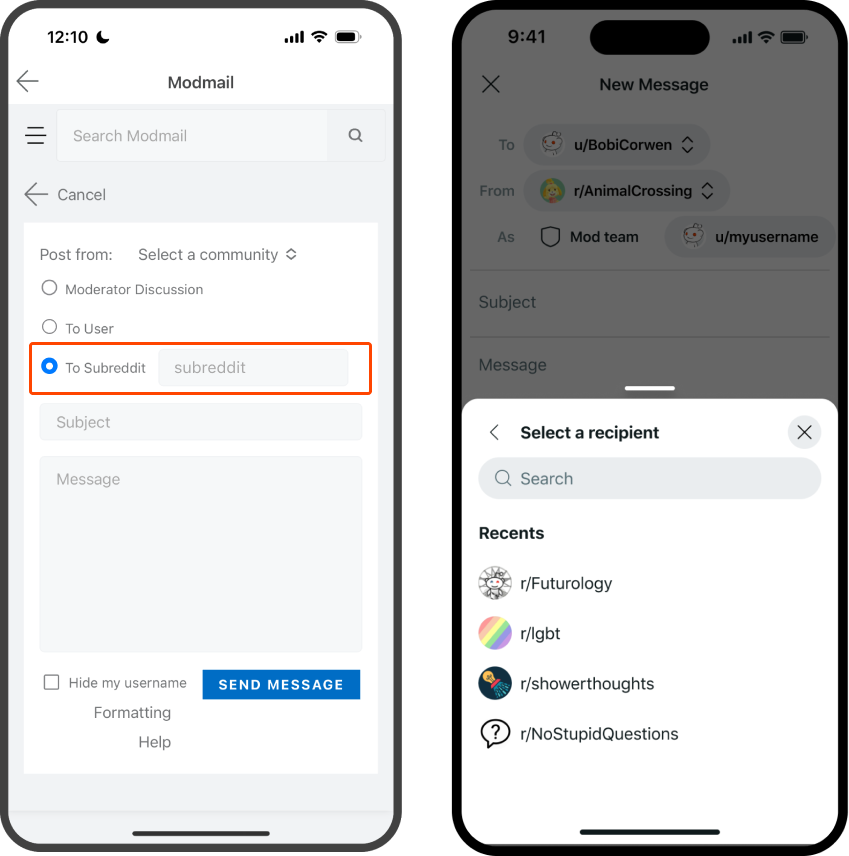 12:10
Modmail
Search Modmail
Cancel
Post from: Select a community
Moderator Discussion
To User
To Subreddit subreddit
Subject
Message
Hide my username SEND MESSAGE
Formatting
Help
9:41
New Message
To u/BobiCorwen
From r/AnimalCrossing
As Mod team u/myusername
Subject
Message
Select a recipient
Search
Recents
r/Futurology
r/lgbt
r/showerthoughts
r/NoStupidQuestions